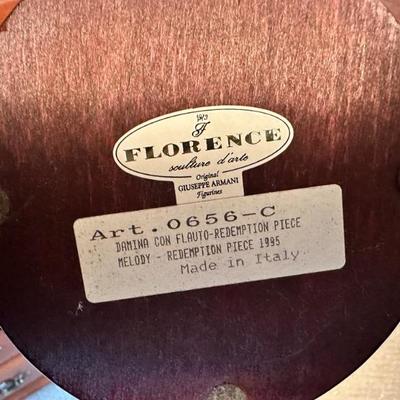 FLORENCE
sculture d'arte
Original
GIUSEPPE ARMANI
Figurines
Art. 0656-C
DAMINA CON FLAUTO-REDEMPTION PIECE
MELODY - REDEMPTION PIECE 1995
Made in Italy